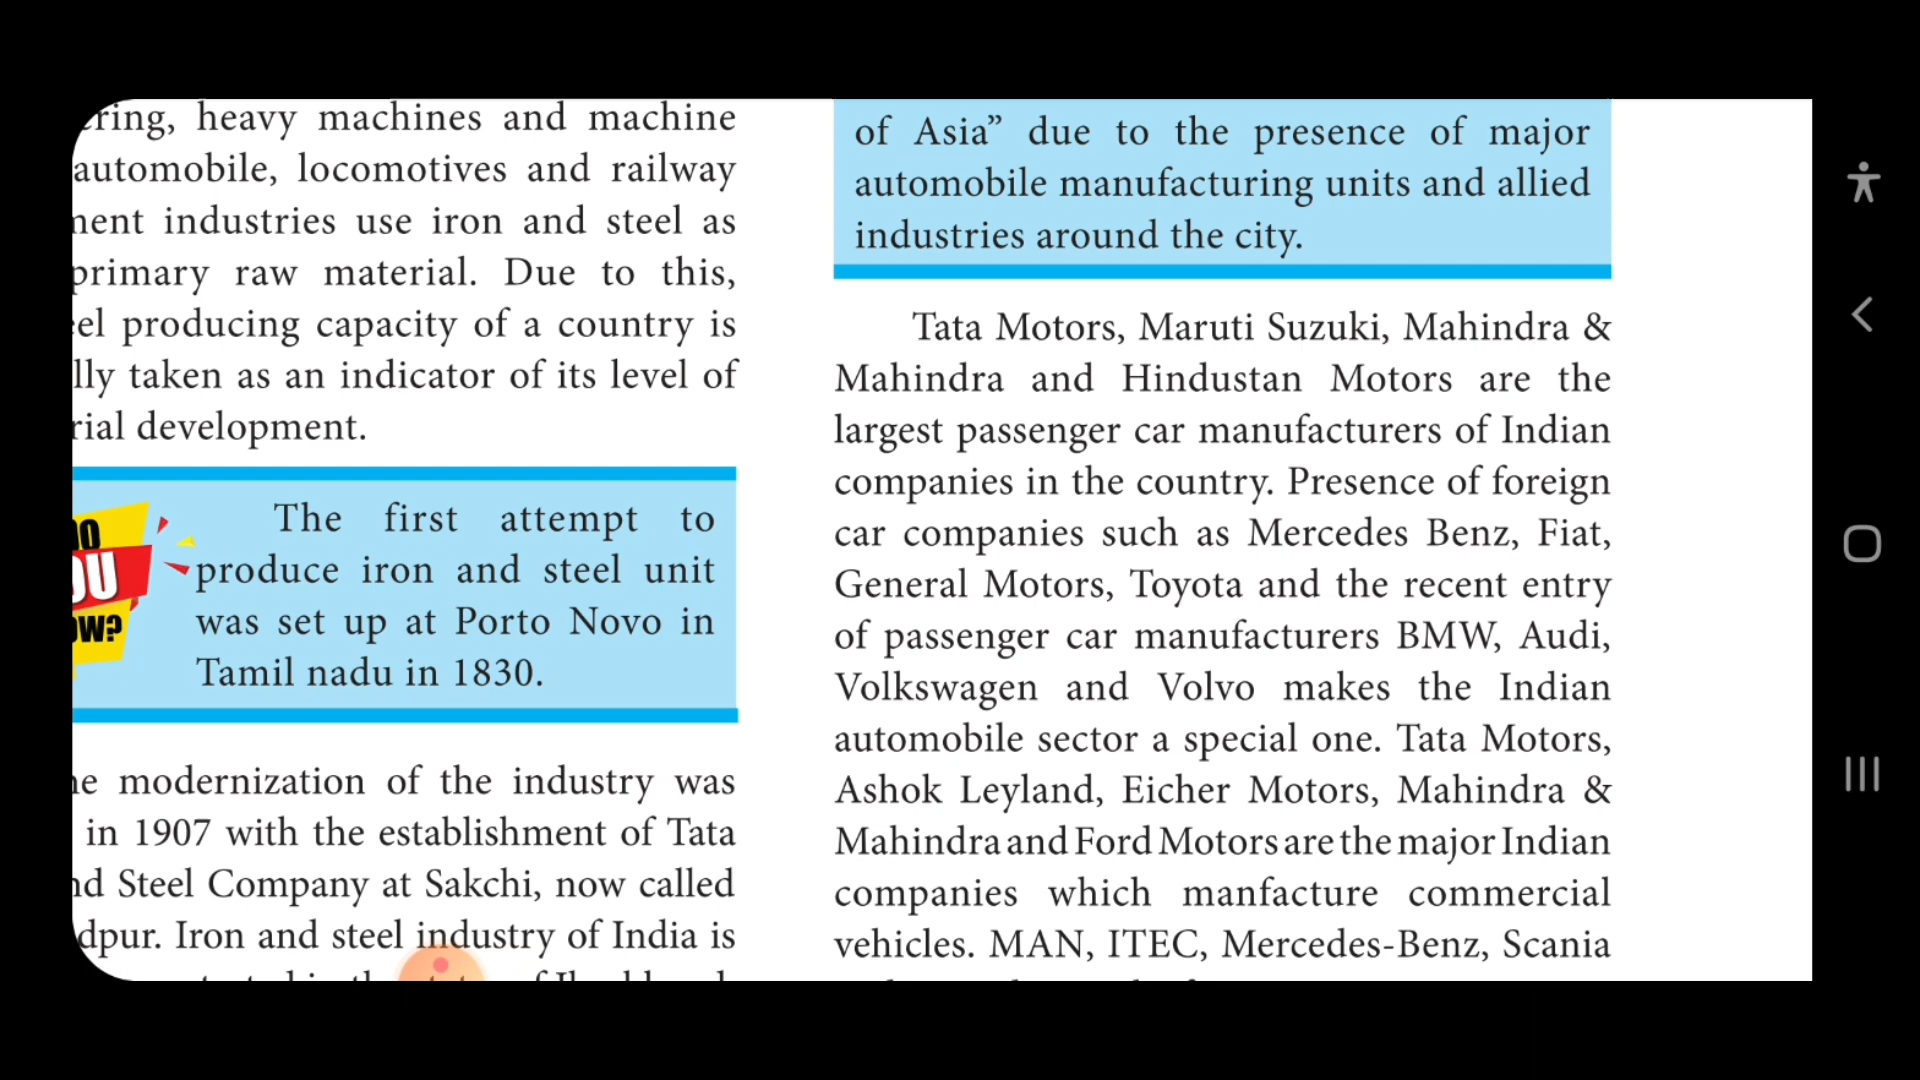 ering, heavy machines and machine
automobile, locomotives and railway
ment industries use iron and steel as
primary raw material. Due to this,
eel producing capacity of a country is
lly taken as an indicator of its level of
rial development.
DO
YOU
OW?
The first attempt to
produce iron and steel unit
was set up at Porto Novo in
Tamil nadu in 1830.
he modernization of the industry was
in 1907 with the establishment of Tata
nd Steel Company at Sakchi, now called
dpur. Iron and steel industry of India is
of Asia” due to the presence of major
automobile manufacturing units and allied
industries around the city.
Tata Motors, Maruti Suzuki, Mahindra &
Mahindra and Hindustan Motors are the
largest passenger car manufacturers of Indian
companies in the country. Presence of foreign
car companies such as Mercedes Benz, Fiat,
General Motors, Toyota and the recent entry
of passenger car manufacturers BMW, Audi,
Volkswagen and Volvo makes the Indian
automobile sector a special one. Tata Motors,
Ashok Leyland, Eicher Motors, Mahindra &
Mahindra and Ford Motors are the major Indian
companies which manfacture commercial
vehicles. MAN, ITEC, Mercedes-Benz, Scania